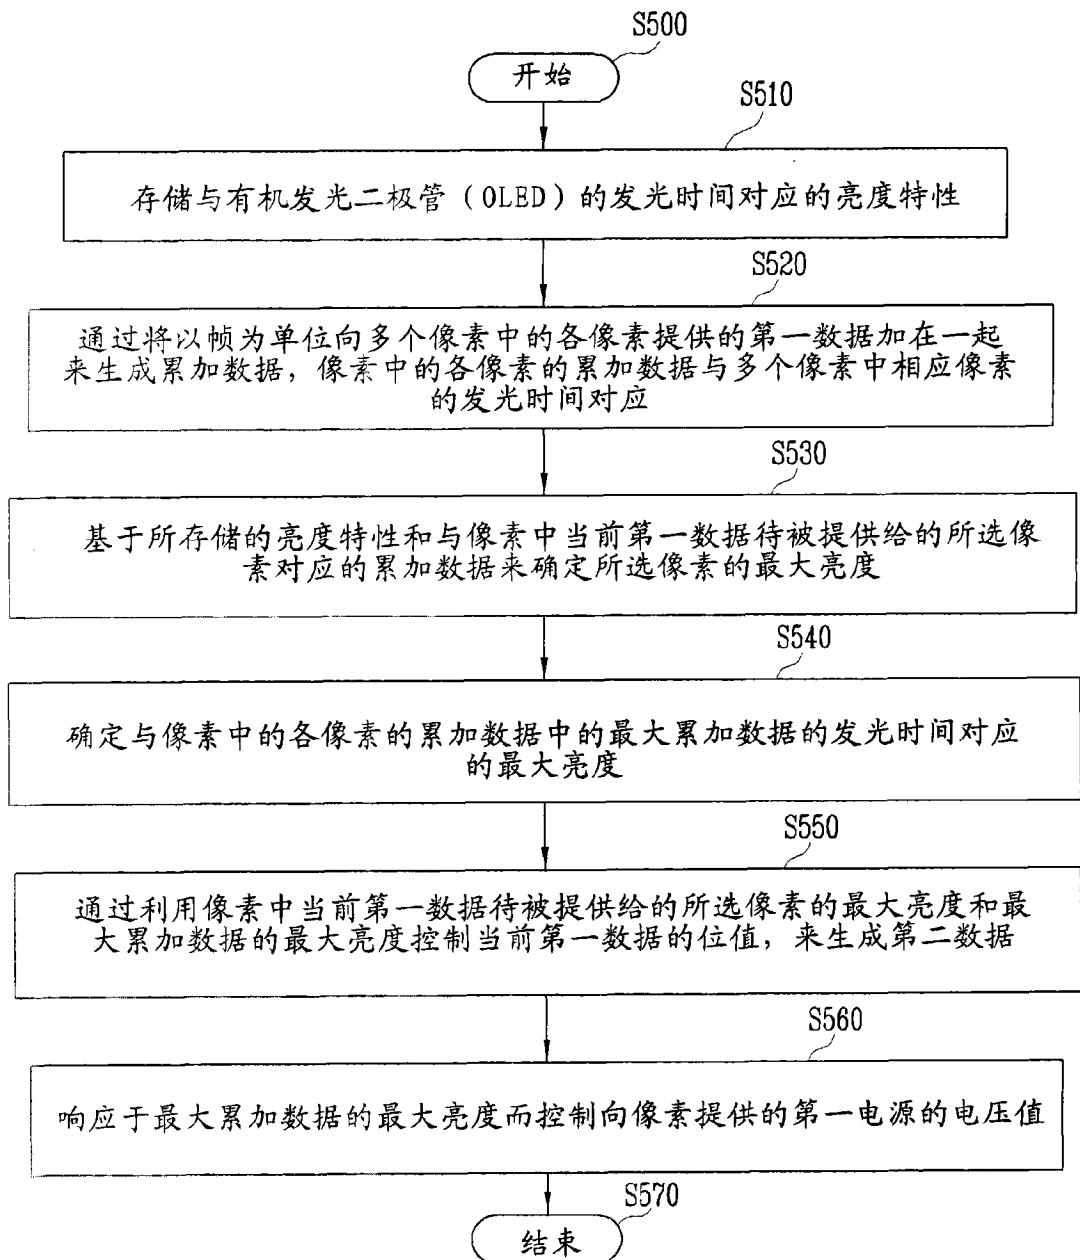 S500
开始
S510
存储与有机发光二极管（OLED）的发光时间对应的亮度特性
S520
通过将以帧为单位向多个像素中的各像素提供的第一数据加在一起
来生成累加数据，像素中的各像素的累加数据与多个像素中相应像素
的发光时间对应
S530
基于所存储的亮度特性和与像素中当前第一数据待被提供给的所选像
素对应的累加数据来确定所选像素的最大亮度
S540
确定与像素中的各像素的累加数据中的最大累加数据的发光时间对应
的最大亮度
S550
通过利用像素中当前第一数据待被提供给的所选像素的最大亮度和最
大累加数据的最大亮度控制当前第一数据的位值，来生成第二数据
S560
响应于最大累加数据的最大亮度而控制向像素提供的第一电源的电压值
S570
结束